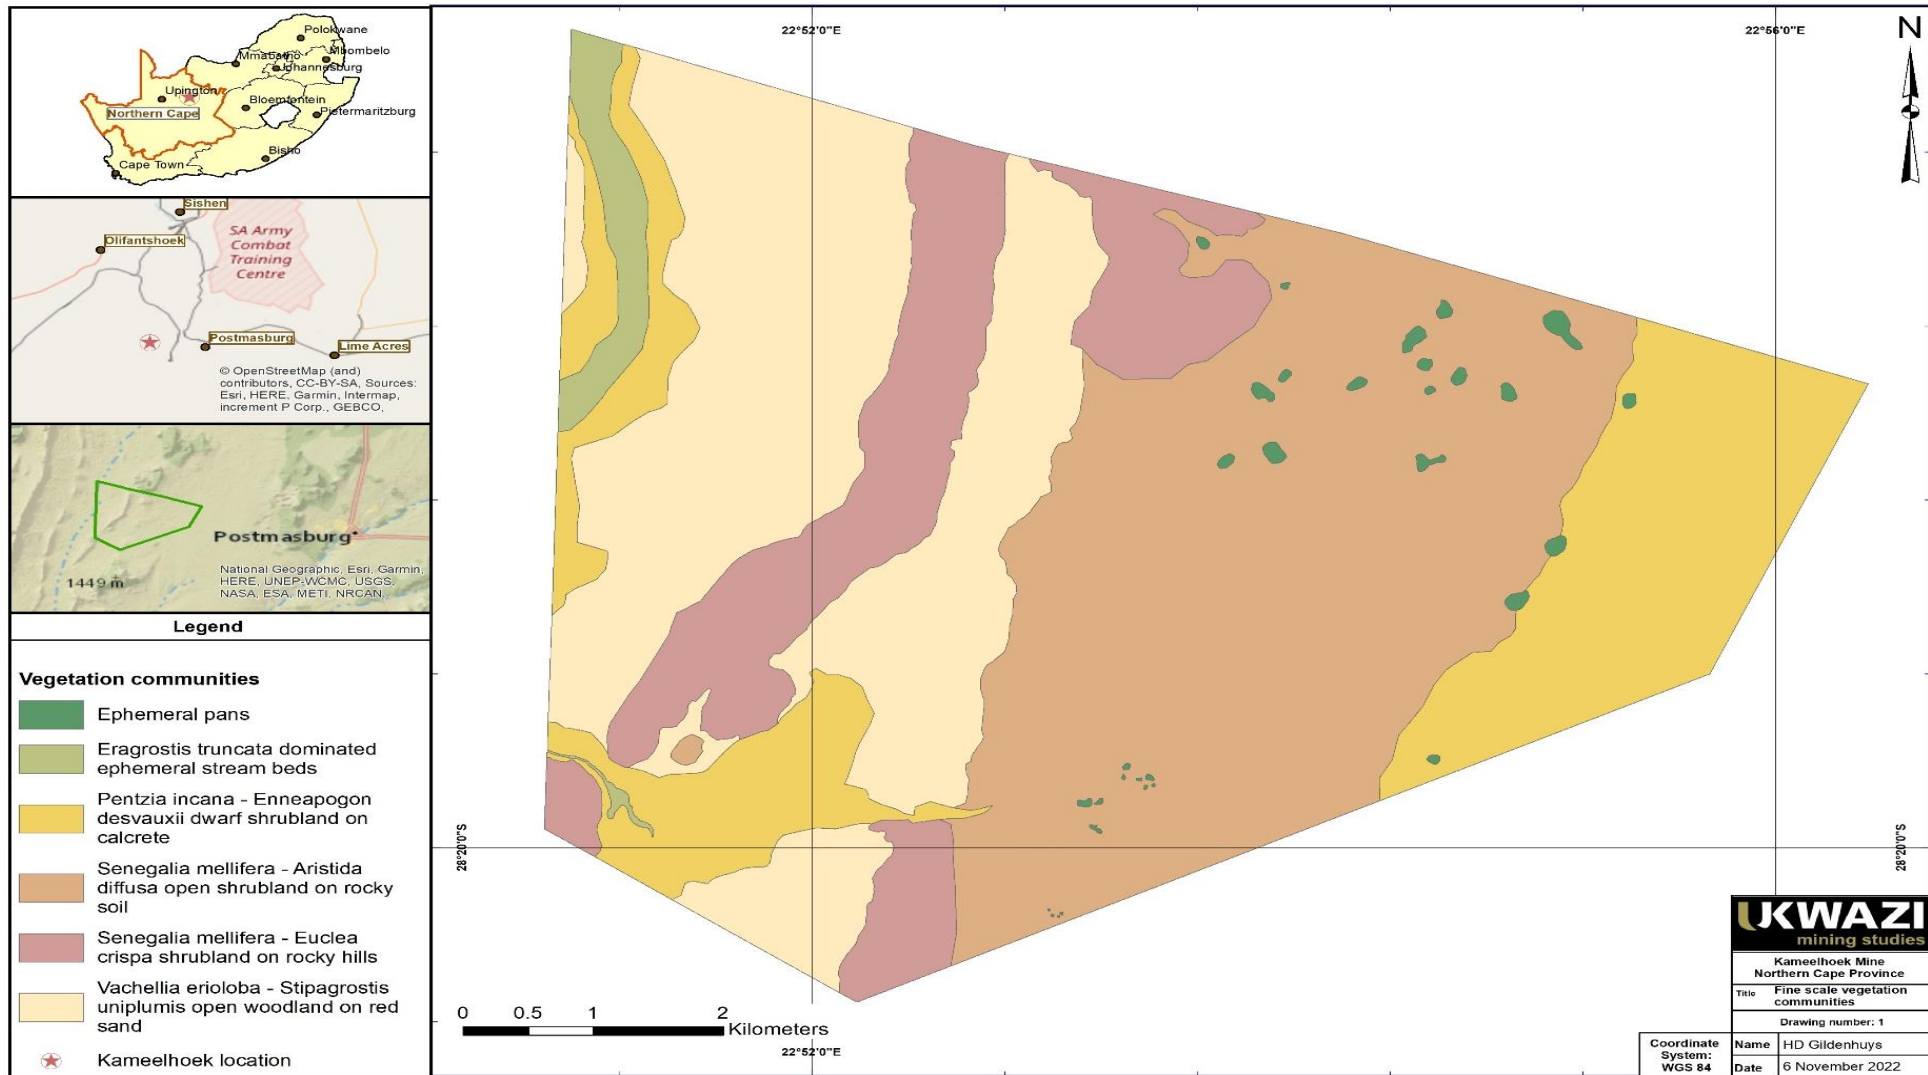 Polokwane
Mmabatho
Mbombelo
Johannesburg
Upington
Bloemfontein
Northern Cape
Pietermaritzburg
Bisho
Cape Town
Sishen
Olifantshoek
SA Army
Combat
Training
Centre
Postmasburg
Lime Acres
© OpenStreetMap (and)
contributors, CC-BY-SA, Sources:
Esri, HERE, Garmin, Intermap,
increment P Corp., GEBCO,
Postmasburg
1449 m
National Geographic, Esri, Garmin,
HERE, UNEP-WCMC, USGS,
NASA, ESA, METI, NRCAN,
Legend
Vegetation communities
Ephemeral pans
Eragrostis truncata dominated
ephemeral stream beds
Pentzia incana - Enneapogon
desvauxii dwarf shrubland on
calcrete
Senegalia mellifera - Aristida
diffusa open shrubland on rocky
soil
Senegalia mellifera - Euclea
crispa shrubland on rocky hills
Vachellia erioloba - Stipagrostis
uniplumis open woodland on red
sand
Kameelhoek location
22°52'0"E
22°56'0"E
N
28°20'0"S
28°20'0"S
0 0.5 1 2
Kilometers
22°52'0"E
UKWAZI
mining studies
Kameelhoek Mine
Northern Cape Province
Title Fine scale vegetation
communities
Drawing number: 1
Coordinate
System:
WGS 84
Name HD Gildenhuys
Date 6 November 2022